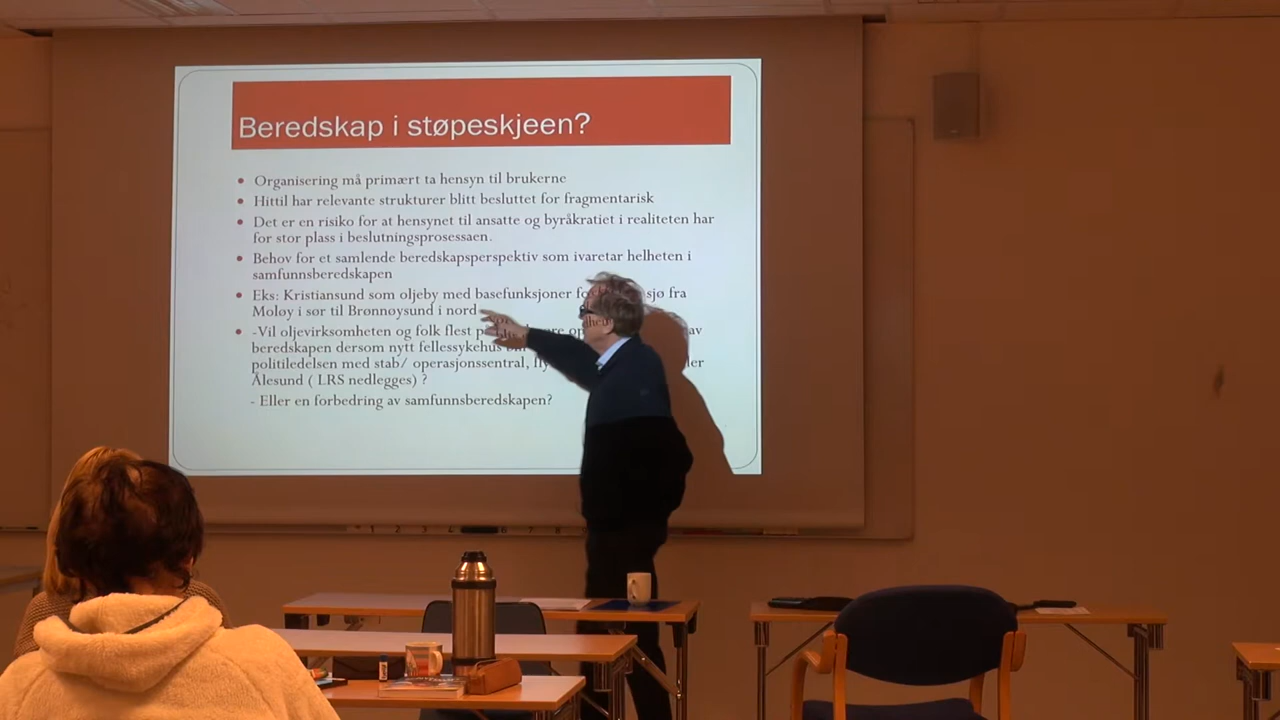 Beredskap i støpeskjeen?
• Organisering må primært ta hensyn til brukerne
• Hittil har relevante strukturer blitt besluttet for fragmentarisk
• Det er en risiko for at hensynet til ansatte og byråkratiet i realiteten har
for stor plass i beslutningsprosessaen.
• Behov for et samlende beredskapsperspektiv som ivaretar helheten i
samfunnsberedskapen
• Eks: Kristiansund som oljeby med basefunksjoner sjø fra
Moløy i sør til Brønnøysund i nord
• -Vil oljevirksomheten og folk flest av
beredskapen dersom nytt fellessykehus
politiledelsen med stab/ operasjonssentral,
Ålesund ( LRS nedlegges) ?
- Eller en forbedring av samfunnsberedskapen?